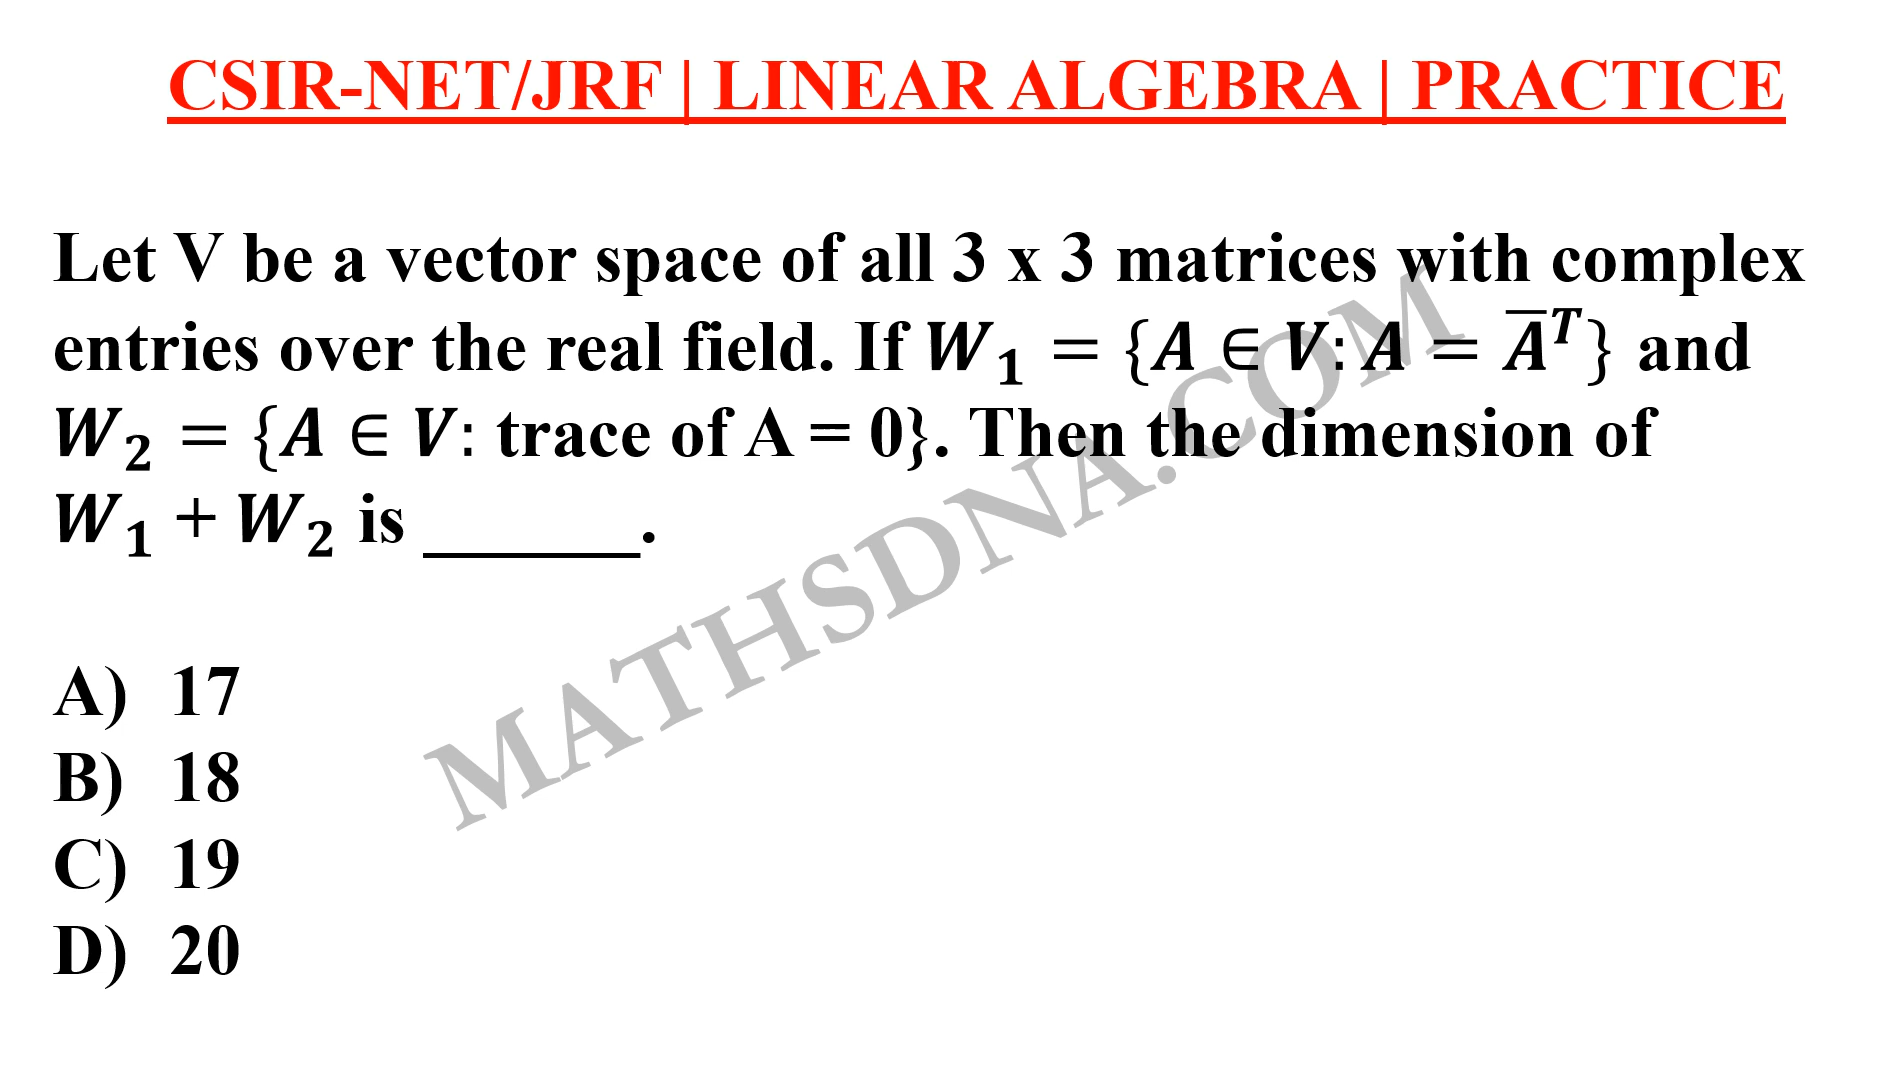 CSIR-NET/JRF | LINEAR ALGEBRA | PRACTICE
Let V be a vector space of all 3 x 3 matrices with complex
entries over the real field. If 𝑾₁ = {𝑨 ∈ 𝑽: 𝑨 = A̅ᵀ} and
𝑾₂ = {𝑨 ∈ 𝑽: trace of A = 0}. Then the dimension of
𝑾₁ + 𝑾₂ is ______.
A) 17
B) 18
C) 19
D) 20
MATHSDNA.COM